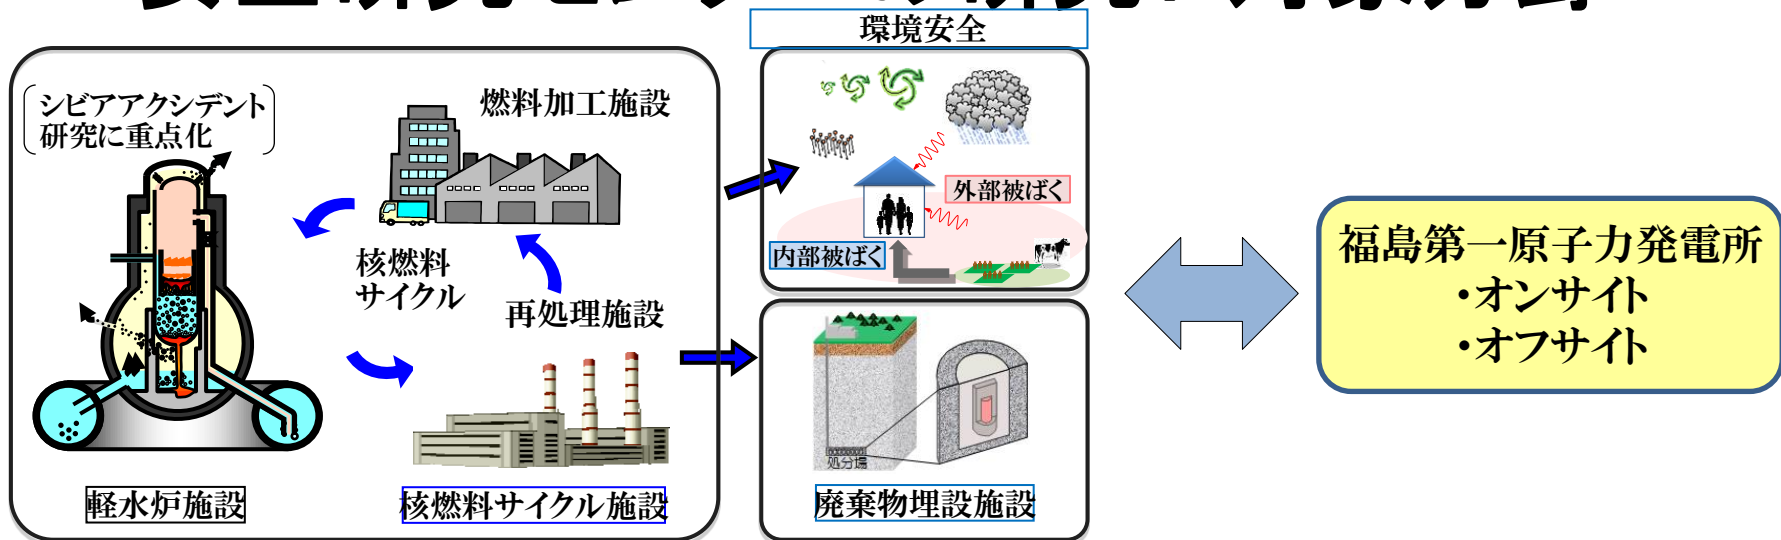 環境安全
シビアアクシデント
研究に重点化
燃料加工施設
核燃料
サイクル
再処理施設
軽水炉施設
核燃料サイクル施設
外部被ばく
内部被ばく
処分場
廃棄物埋設施設
福島第一原子力発電所
・オンサイト
・オフサイト